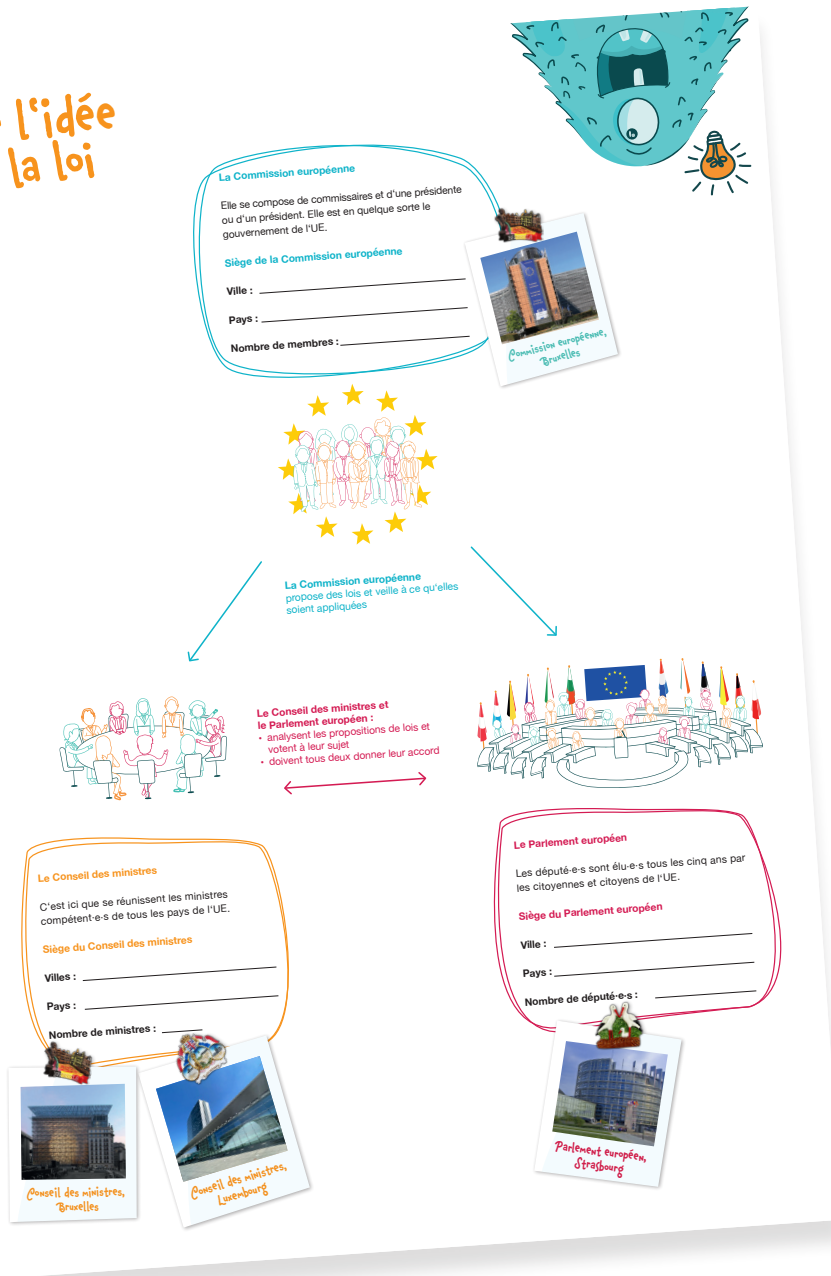 l'idée
la loi
La Commission européenne
Elle se compose de commissaires et d'une présidente
ou d'un président. Elle est en quelque sorte le
gouvernement de l'UE.
Siège de la Commission européenne
Ville :
Pays :
Nombre de membres :
Commission européenne,
Bruxelles
La Commission européenne
propose des lois et veille à ce qu'elles
soient appliquées
Le Conseil des ministres et
le Parlement européen :
• analysent les propositions de lois et
votent à leur sujet
• doivent tous deux donner leur accord
Le Conseil des ministres
C'est ici que se réunissent les ministres
compétent·e·s de tous les pays de l'UE.
Siège du Conseil des ministres
Villes :
Pays :
Nombre de ministres :
Conseil des ministres,
Bruxelles
Conseil des ministres,
Luxembourg
Le Parlement européen
Les député·e·s sont élu·e·s tous les cinq ans par
les citoyennes et citoyens de l'UE.
Siège du Parlement européen
Ville :
Pays :
Nombre de député·e·s :
Parlement européen,
Strasbourg